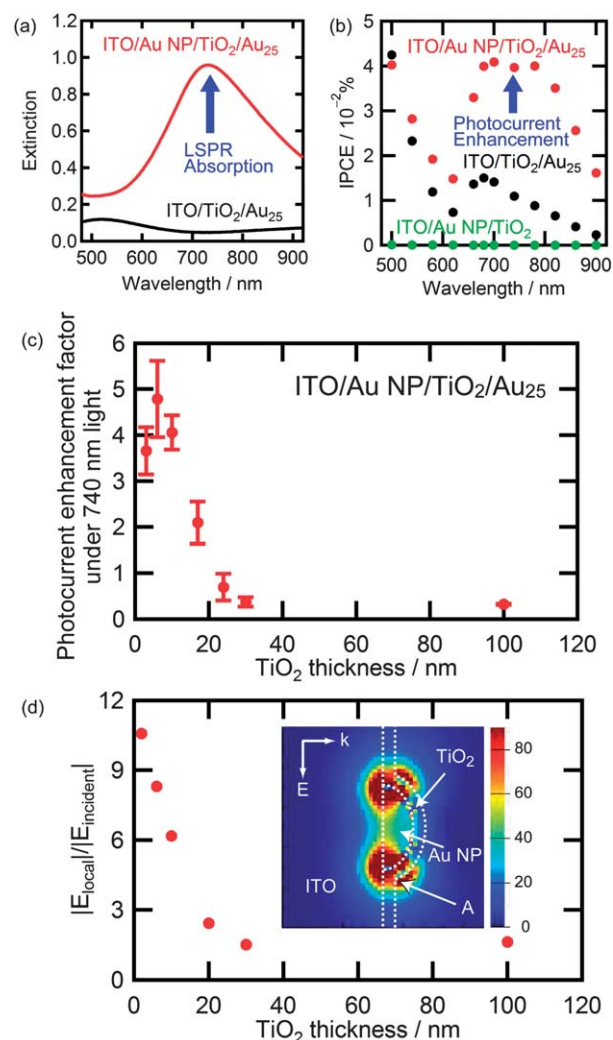 (a)
ITO/Au NP/TiO₂/Au₂₅
1.0
0.8
0.6
0.4
0.2
0.0
Extinction
LSPR
Absorption
ITO/TiO₂/Au₂₅
500 600 700 800 900
Wavelength / nm
(b)
ITO/Au NP/TiO₂/Au₂₅
5
4
3
2
1
0
IPCE / 10⁻²%
Photocurrent
Enhancement
ITO/TiO₂/Au₂₅
ITO/Au NP/TiO₂
500 600 700 800 900
Wavelength / nm
(c)
6
5
4
3
2
1
0
Photocurrent enhancement factor
under 740 nm light
ITO/Au NP/TiO₂/Au₂₅
0 20 40 60 80 100 120
TiO₂ thickness / nm
(d)
12
9
6
3
0
|E_local|/|E_incident|
k
E
TiO₂
Au NP
ITO
A
80
60
40
20
0
0 20 40 60 80 100 120
TiO₂ thickness / nm